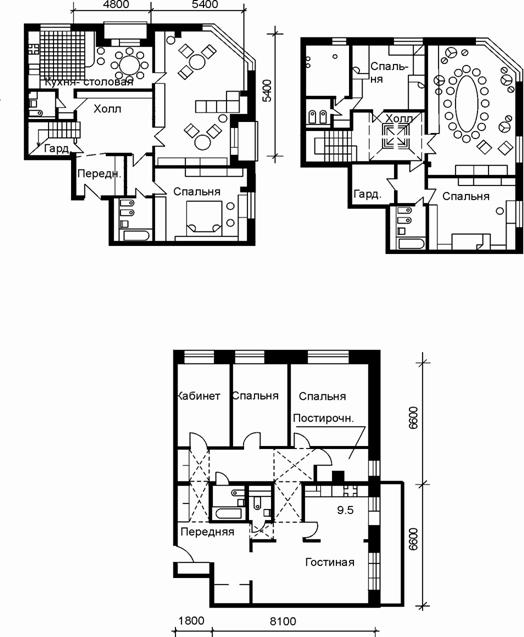 4800 5400
Кухня- столовая
5400
Холл
Гард.
Передн.
Спальня
Спаль-
ня
Холл
Гард.
Спальня
Кабинет
Спальня
Спальня
Постирочн.
6600
9.5
6600
Передняя
Гостиная
1800 8100